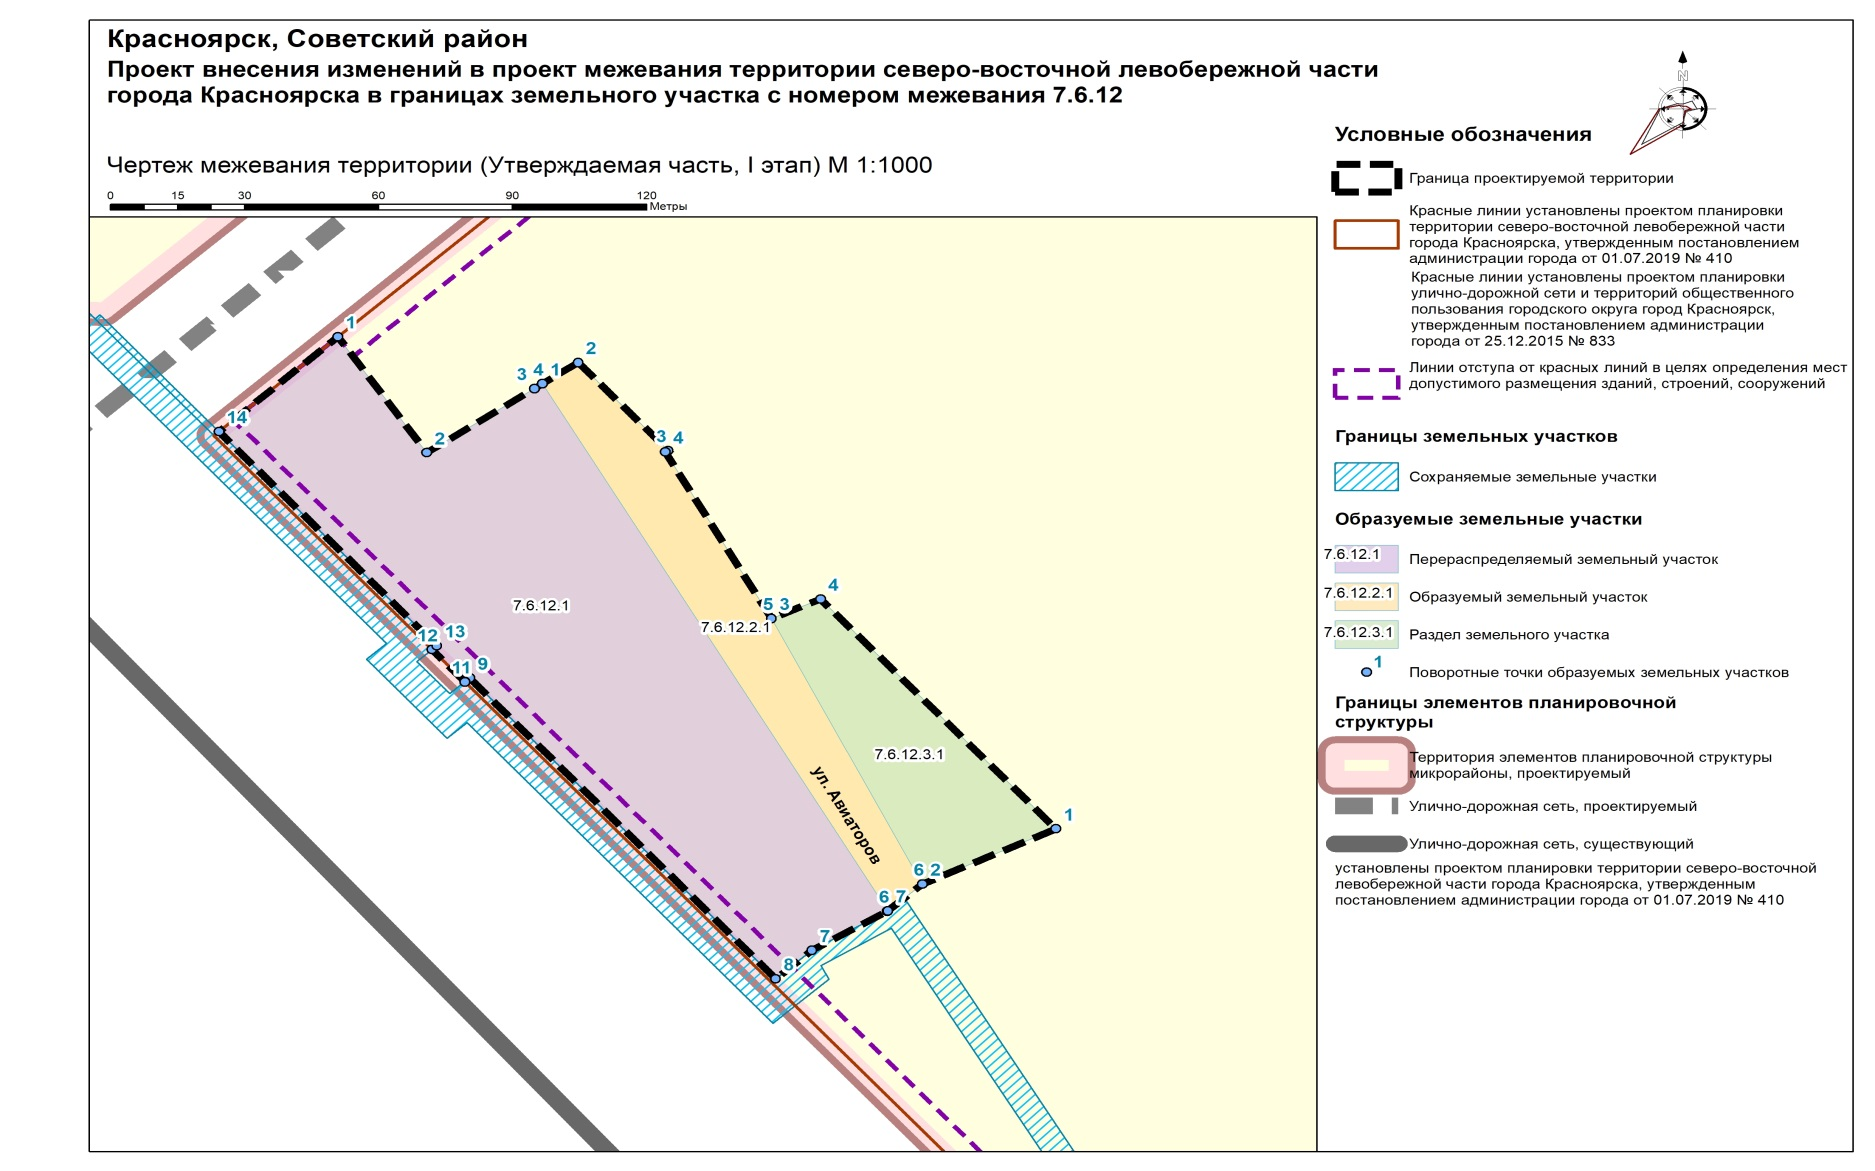 Красноярск, Советский район
Проект внесения изменений в проект межевания территории северо-восточной левобережной части
города Красноярска в границах земельного участка с номером межевания 7.6.12
Чертеж межевания территории (Утверждаемая часть, I этап) М 1:1000
0 15 30 60 90 120
Метры
N
Условные обозначения
Граница проектируемой территории
Красные линии установлены проектом планировки
территории северо-восточной левобережной части
города Красноярска, утвержденным постановлением
администрации города от 01.07.2019 № 410
Красные линии установлены проектом планировки
улично-дорожной сети и территорий общественного
пользования городского округа город Красноярск,
утвержденным постановлением администрации
города от 25.12.2015 № 833
Линии отступа от красных линий в целях определения мест
допустимого размещения зданий, строений, сооружений
Границы земельных участков
Сохраняемые земельные участки
Образуемые земельные участки
7.6.12.1 Перераспределяемый земельный участок
7.6.12.2.1 Образуемый земельный участок
7.6.12.3.1 Раздел земельного участка
1 Поворотные точки образуемых земельных участков
Границы элементов планировочной
структуры
Территория элементов планировочной структуры
микрорайоны, проектируемый
Улично-дорожная сеть, проектируемый
Улично-дорожная сеть, существующий
установлены проектом планировки территории северо-восточной
левобережной части города Красноярска, утвержденным
постановлением администрации города от 01.07.2019 № 410
1
2
3 4 1
14
2
3 4
4
5 3
7.6.12.1
7.6.12.2.1
12 13
11 9
7.6.12.3.1
ул. Авиаторов
1
6 2
6 7
7
8